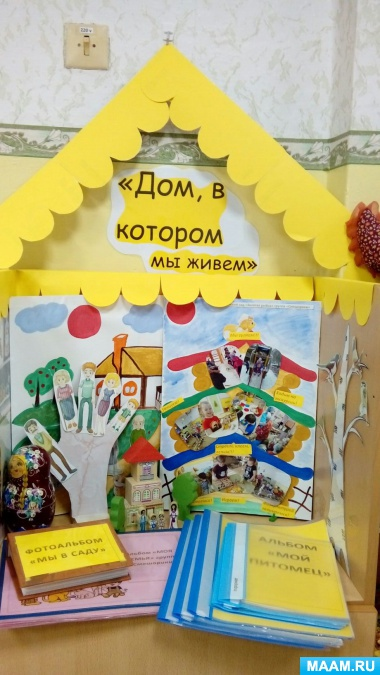 «Дом, в
котором
мы живем»
ФОТОАЛЬБОМ
«МЫ В САДУ»
АЛЬБОМ «МОЙ
ПИТОМЕЦ»
MAAM.RU